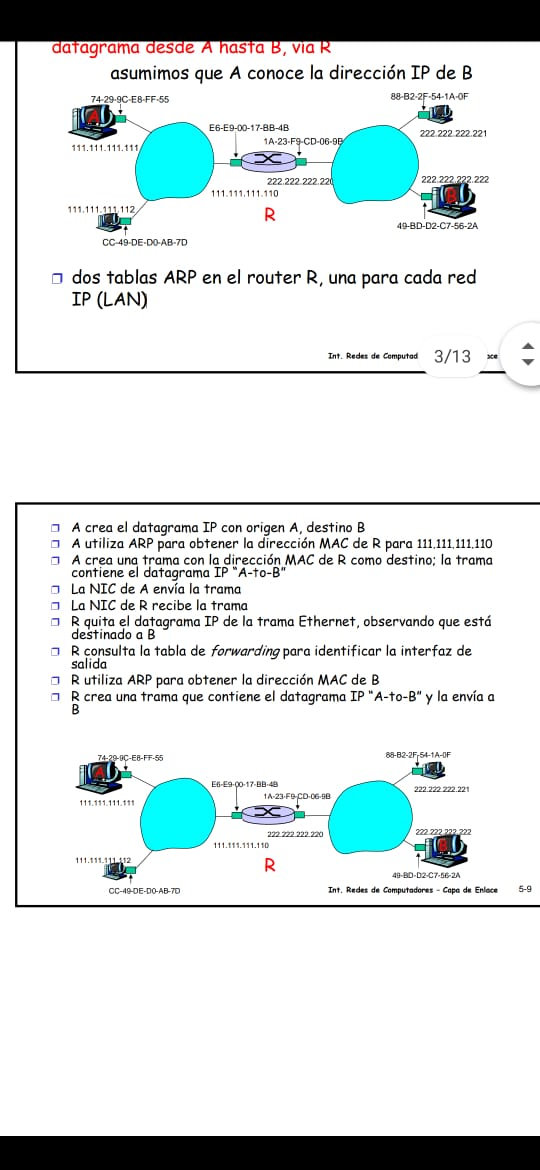 datagrama desde A hasta B, vía R
asumimos que A conoce la dirección IP de B
74-29-9C-E8-FF-55
88-B2-2F-54-1A-0F
A
E6-E9-00-17-BB-4B
222.222.222.221
1A-23-F9-CD-06-9B
111.111.111.111
222.222.222.220
222.222.222.222
111.111.111.110
B
111.111.111.112
R
49-BD-D2-C7-56-2A
CC-49-DE-D0-AB-7D
dos tablas ARP en el router R, una para cada red
IP (LAN)
Int. Redes de Computad
3/13
ace
A crea el datagrama IP con origen A, destino B
A utiliza ARP para obtener la dirección MAC de R para 111.111.111.110
A crea una trama con la dirección MAC de R como destino; la trama
contiene el datagrama IP "A-to-B"
La NIC de A envía la trama
La NIC de R recibe la trama
R quita el datagrama IP de la trama Ethernet, observando que está
destinado a B
R consulta la tabla de forwarding para identificar la interfaz de
salida
R utiliza ARP para obtener la dirección MAC de B
R crea una trama que contiene el datagrama IP "A-to-B" y la envía a
B
74-29-9C-E8-FF-55
88-B2-2F-54-1A-0F
A
E6-E9-00-17-BB-4B
222.222.222.221
1A-23-F9-CD-06-9B
111.111.111.111
222.222.222.220
222.222.222.222
111.111.111.110
B
111.111.111.112
R
49-BD-D2-C7-56-2A
CC-49-DE-D0-AB-7D
Int. Redes de Computadores - Capa de Enlace
5-9